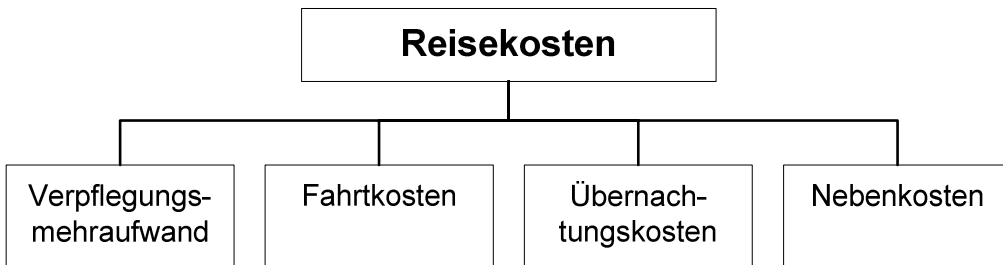 Reisekosten
Verpflegungs-
mehraufwand
Fahrtkosten
Übernach-
tungskosten
Nebenkosten